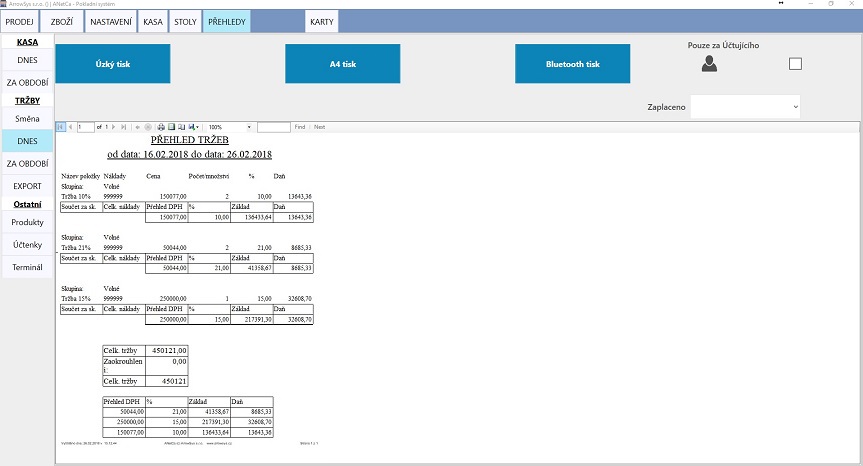 ArrowSys s.r.o. () | ANetCa - Pokladní systém
PRODEJ ZBOŽÍ NASTAVENÍ KASA STOLY PŘEHLEDY KARTY
KASA
DNES
ZA OBDOBÍ
TRŽBY
Směna
DNES
ZA OBDOBÍ
EXPORT
Ostatní
Produkty
Účtenky
Terminál
Úzký tisk A4 tisk Bluetooth tisk
Pouze za Účtujícího
Zaplaceno
1 of 1 100% Find | Next
PŘEHLED TRŽEB
od data: 16.02.2018 do data: 26.02.2018
Název položky Náklady Cena Počet/množství % Daň
Skupina: Volné
Tržba 10% 999999 150077,00 2 10,00 13643,36
Součet za sk. Celk. náklady Přehled DPH % Základ Daň
150077,00 10,00 136433,64 13643,36
Skupina: Volné
Tržba 21% 999999 50044,00 2 21,00 8685,33
Součet za sk. Celk. náklady Přehled DPH % Základ Daň
50044,00 21,00 41358,67 8685,33
Skupina: Volné
Tržba 15% 999999 250000,00 1 15,00 32608,70
Součet za sk. Celk. náklady Přehled DPH % Základ Daň
250000,00 15,00 217391,30 32608,70
Celk. tržby 450121,00
Zaokrouhlen 0,00
í:
Celk. tržby 450121
Přehled DPH % Základ Daň
50044,00 21,00 41358,67 8685,33
250000,00 15,00 217391,30 32608,70
150077,00 10,00 136433,64 13643,36